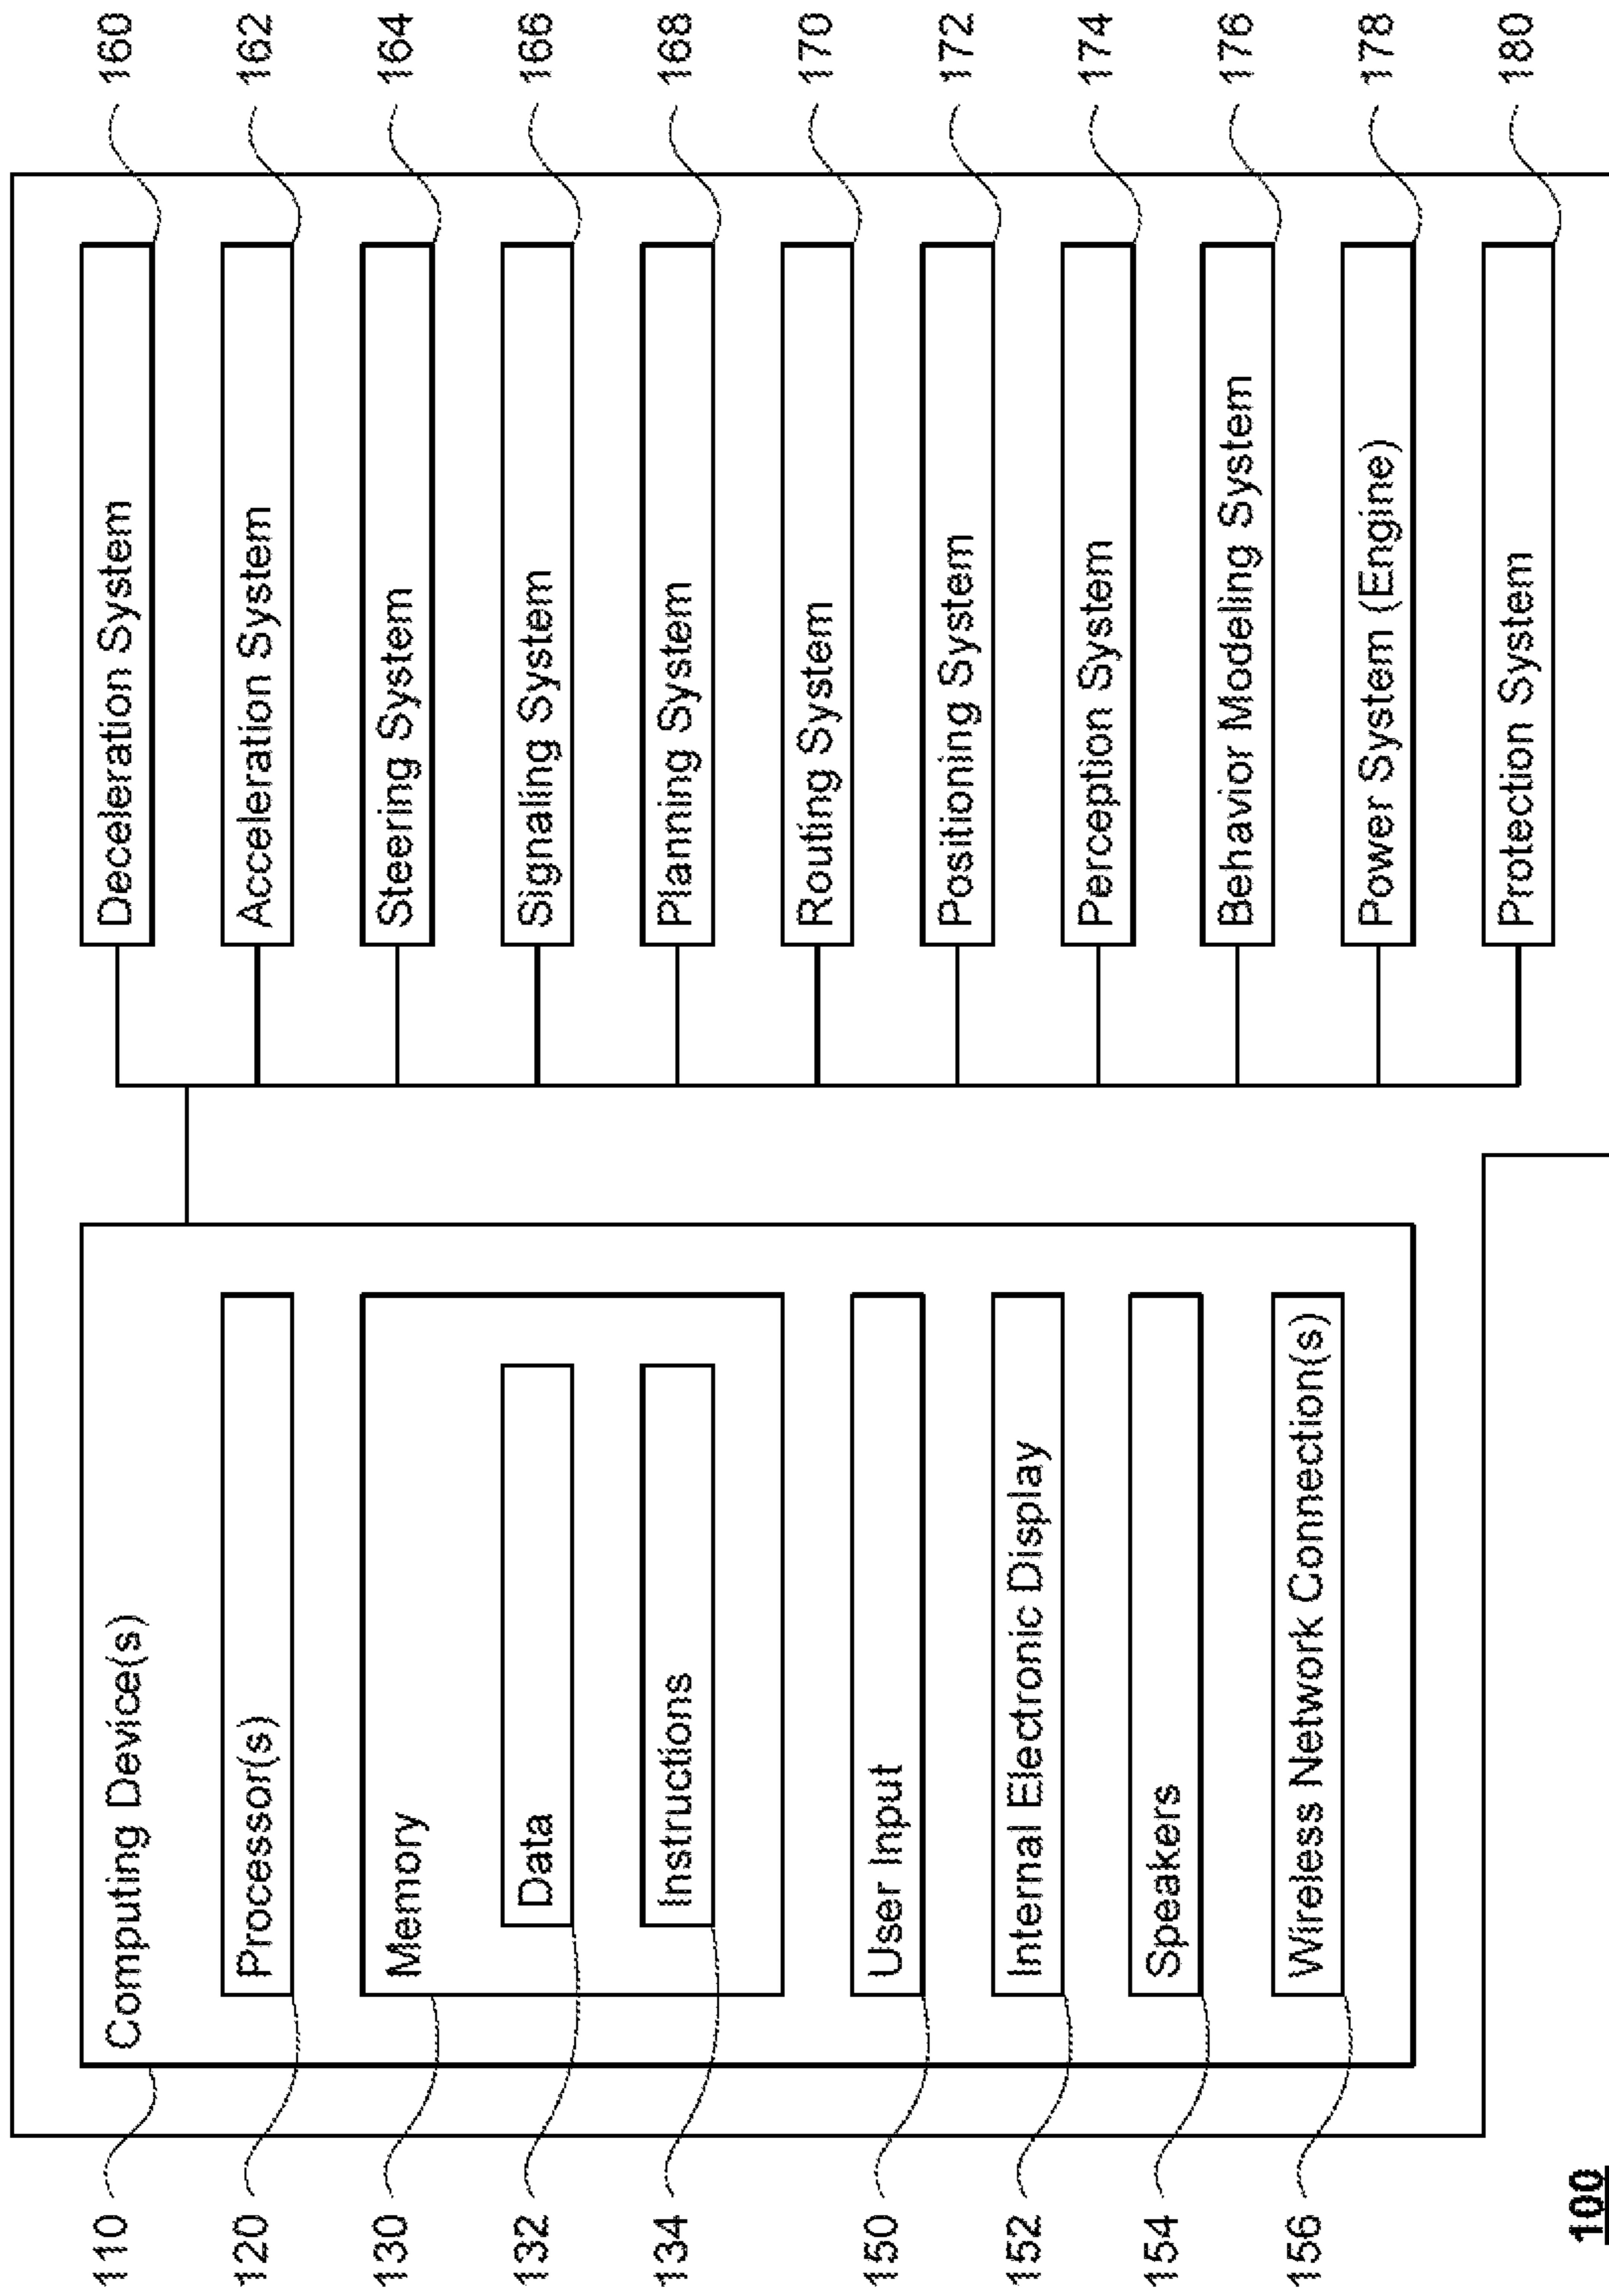 110
Computing Device(s)
120
Processor(s)
130
Memory
132
Data
134
Instructions
150
User Input
152
Internal Electronic Display
154
Speakers
156
Wireless Network Connection(s)
Deceleration System
160
Acceleration System
162
Steering System
164
Signaling System
166
Planning System
168
Routing System
170
Positioning System
172
Perception System
174
Behavior Modeling System
176
Power System (Engine)
178
Protection System
180
100